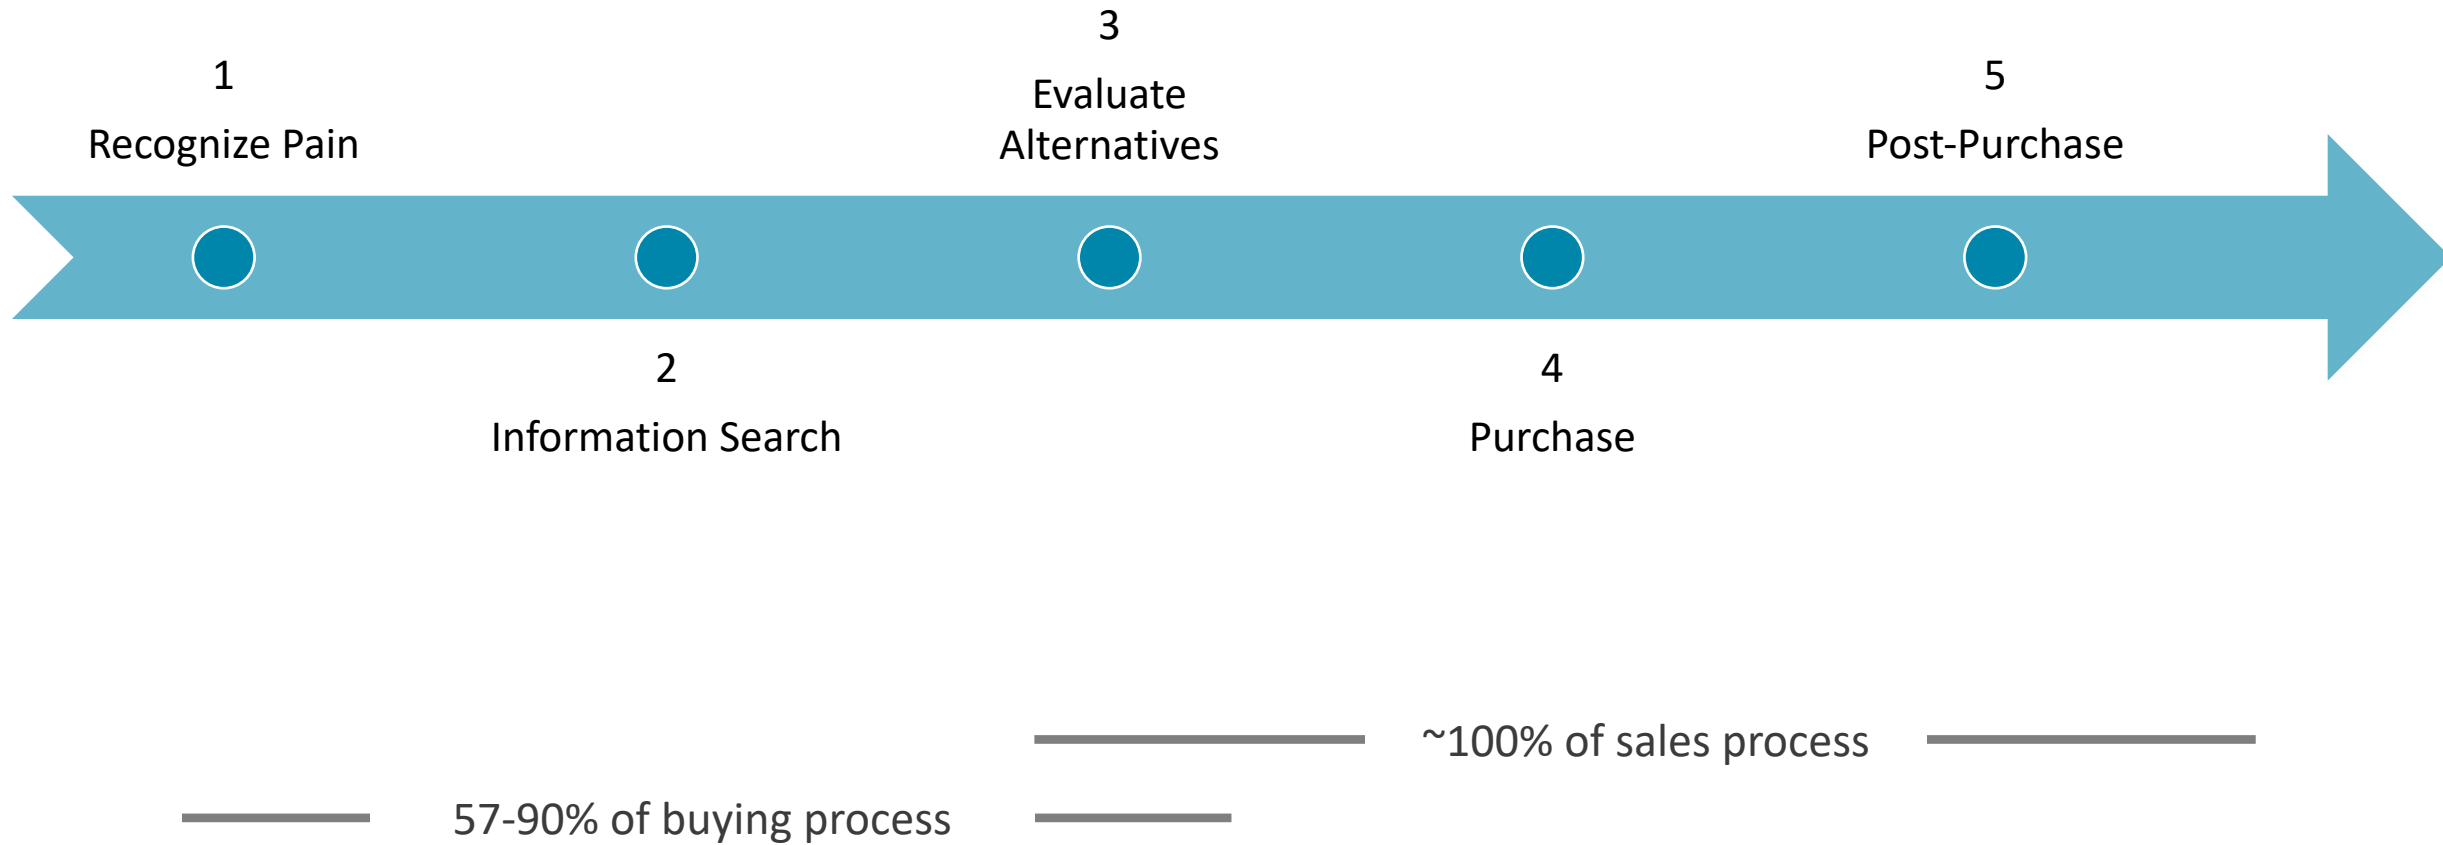 1
Recognize Pain
2
Information Search
3
Evaluate
Alternatives
4
Purchase
5
Post-Purchase
~100% of sales process
57-90% of buying process